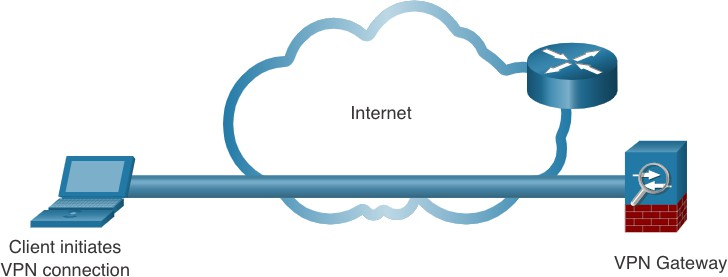 Internet
Client initiates
VPN connection
VPN Gateway